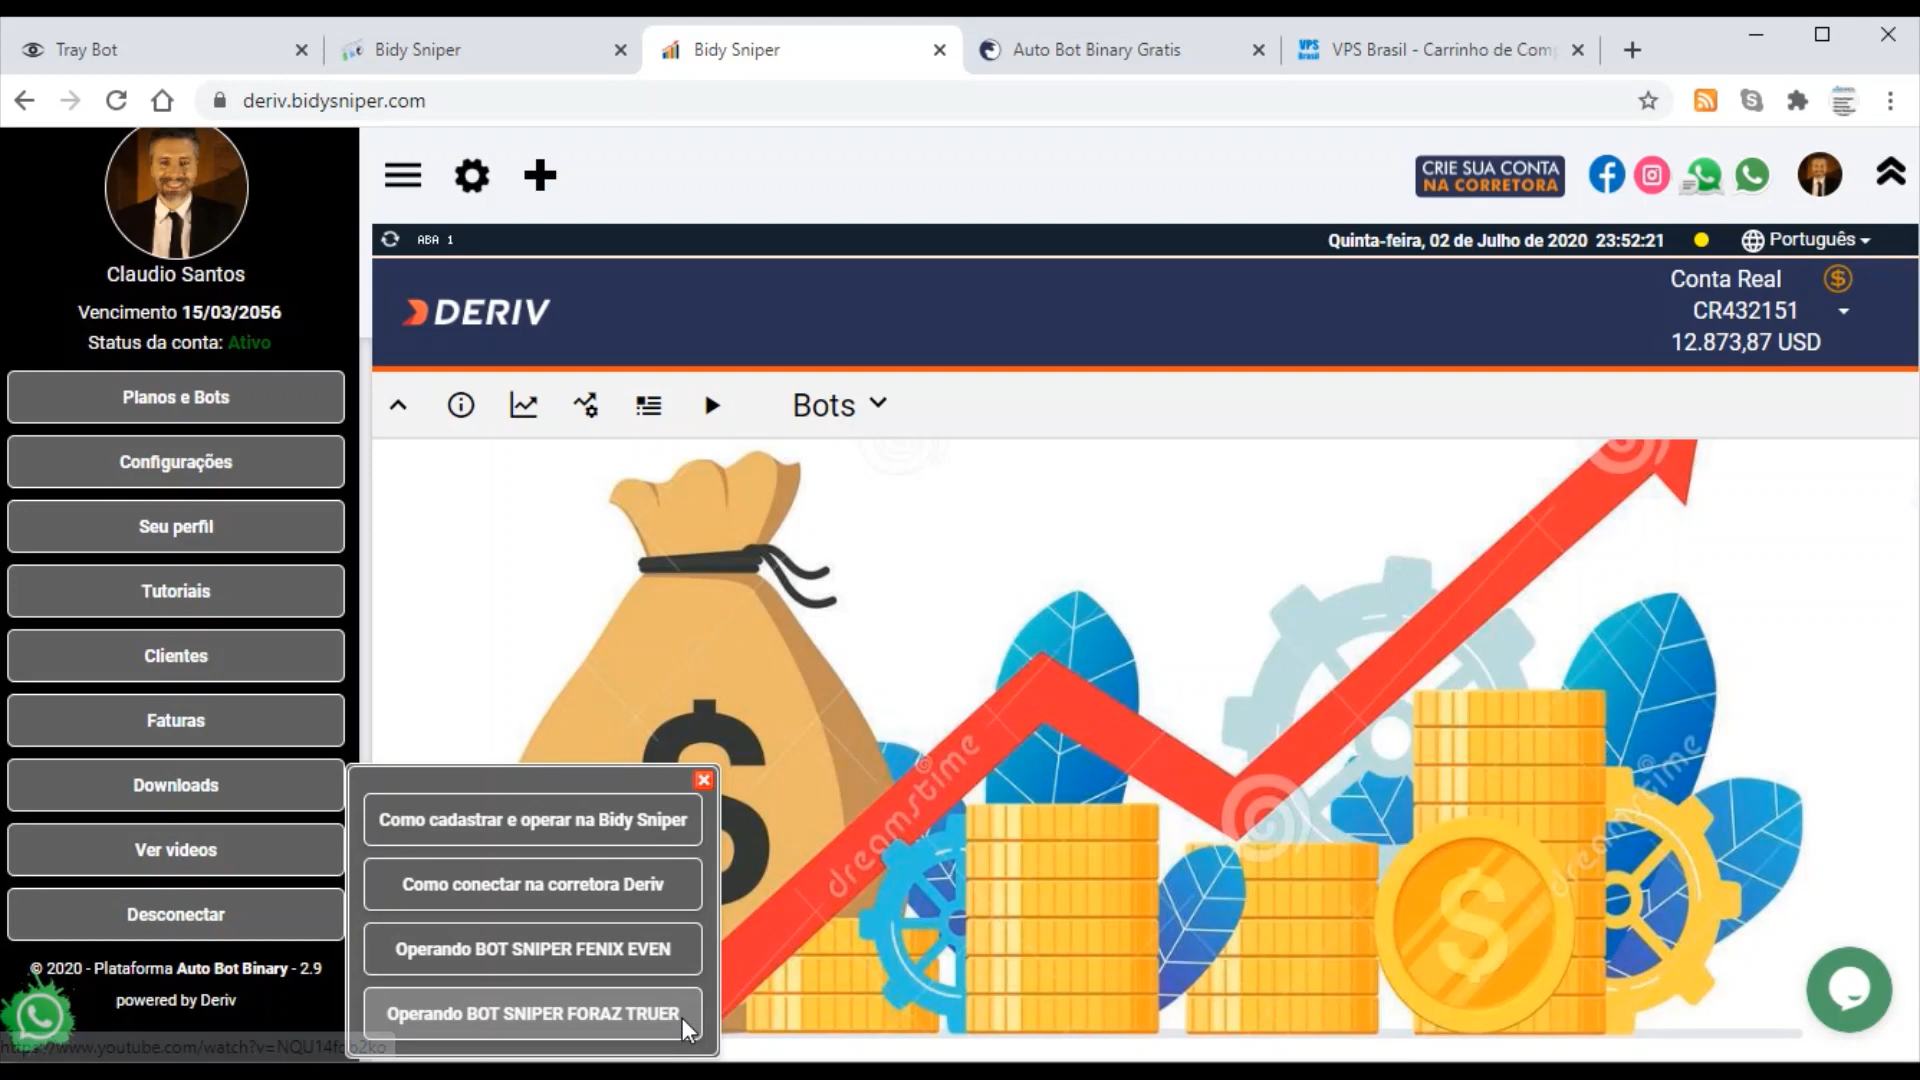 Tray Bot
Bidy Sniper
Bidy Sniper
Auto Bot Binary Gratis
VPS Brasil - Carrinho de Com
deriv.bidysniper.com
CRIE SUA CONTA
NA CORRETORA
ABA 1
Quinta-feira, 02 de Julho de 2020 23:52:21
Português
DERIV
Conta Real
CR432151
12.873,87 USD
Bots
Claudio Santos
Vencimento 15/03/2056
Status da conta: Ativo
Planos e Bots
Configurações
Seu perfil
Tutoriais
Clientes
Faturas
Downloads
Ver videos
Desconectar
© 2020 - Plataforma Auto Bot Binary - 2.9
powered by Deriv
Como cadastrar e operar na Bidy Sniper
Como conectar na corretora Deriv
Operando BOT SNIPER FENIX EVEN
Operando BOT SNIPER FORAZ TRUER
$
$
dreamstime
dreamstime